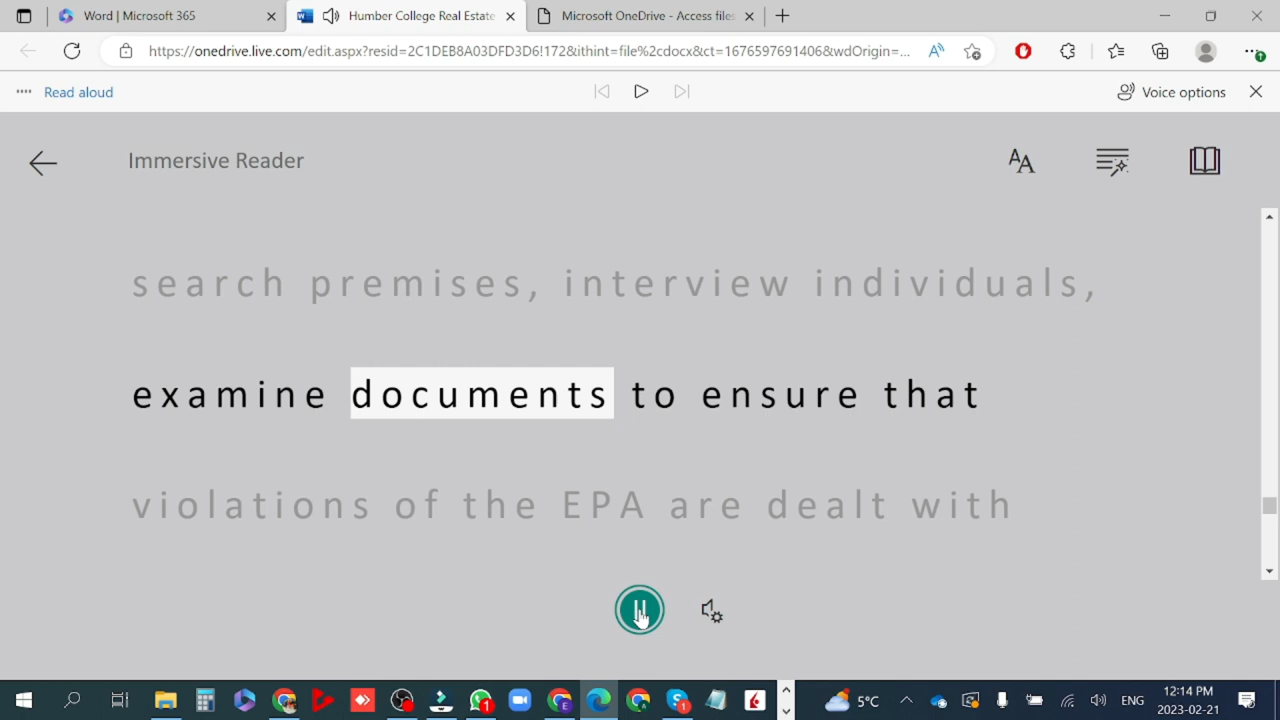 Word | Microsoft 365
Humber College Real Estate
Microsoft OneDrive - Access files
https://onedrive.live.com/edit.aspx?resid=2C1DEB8A03DFD3D6!172&ithint=file%2cdocx&ct=1676597691406&wdOrigin=...
Read aloud
Voice options
Immersive Reader
search premises, interview individuals,
examine documents to ensure that
violations of the EPA are dealt with
5°C
ENG
12:14 PM
2023-02-21